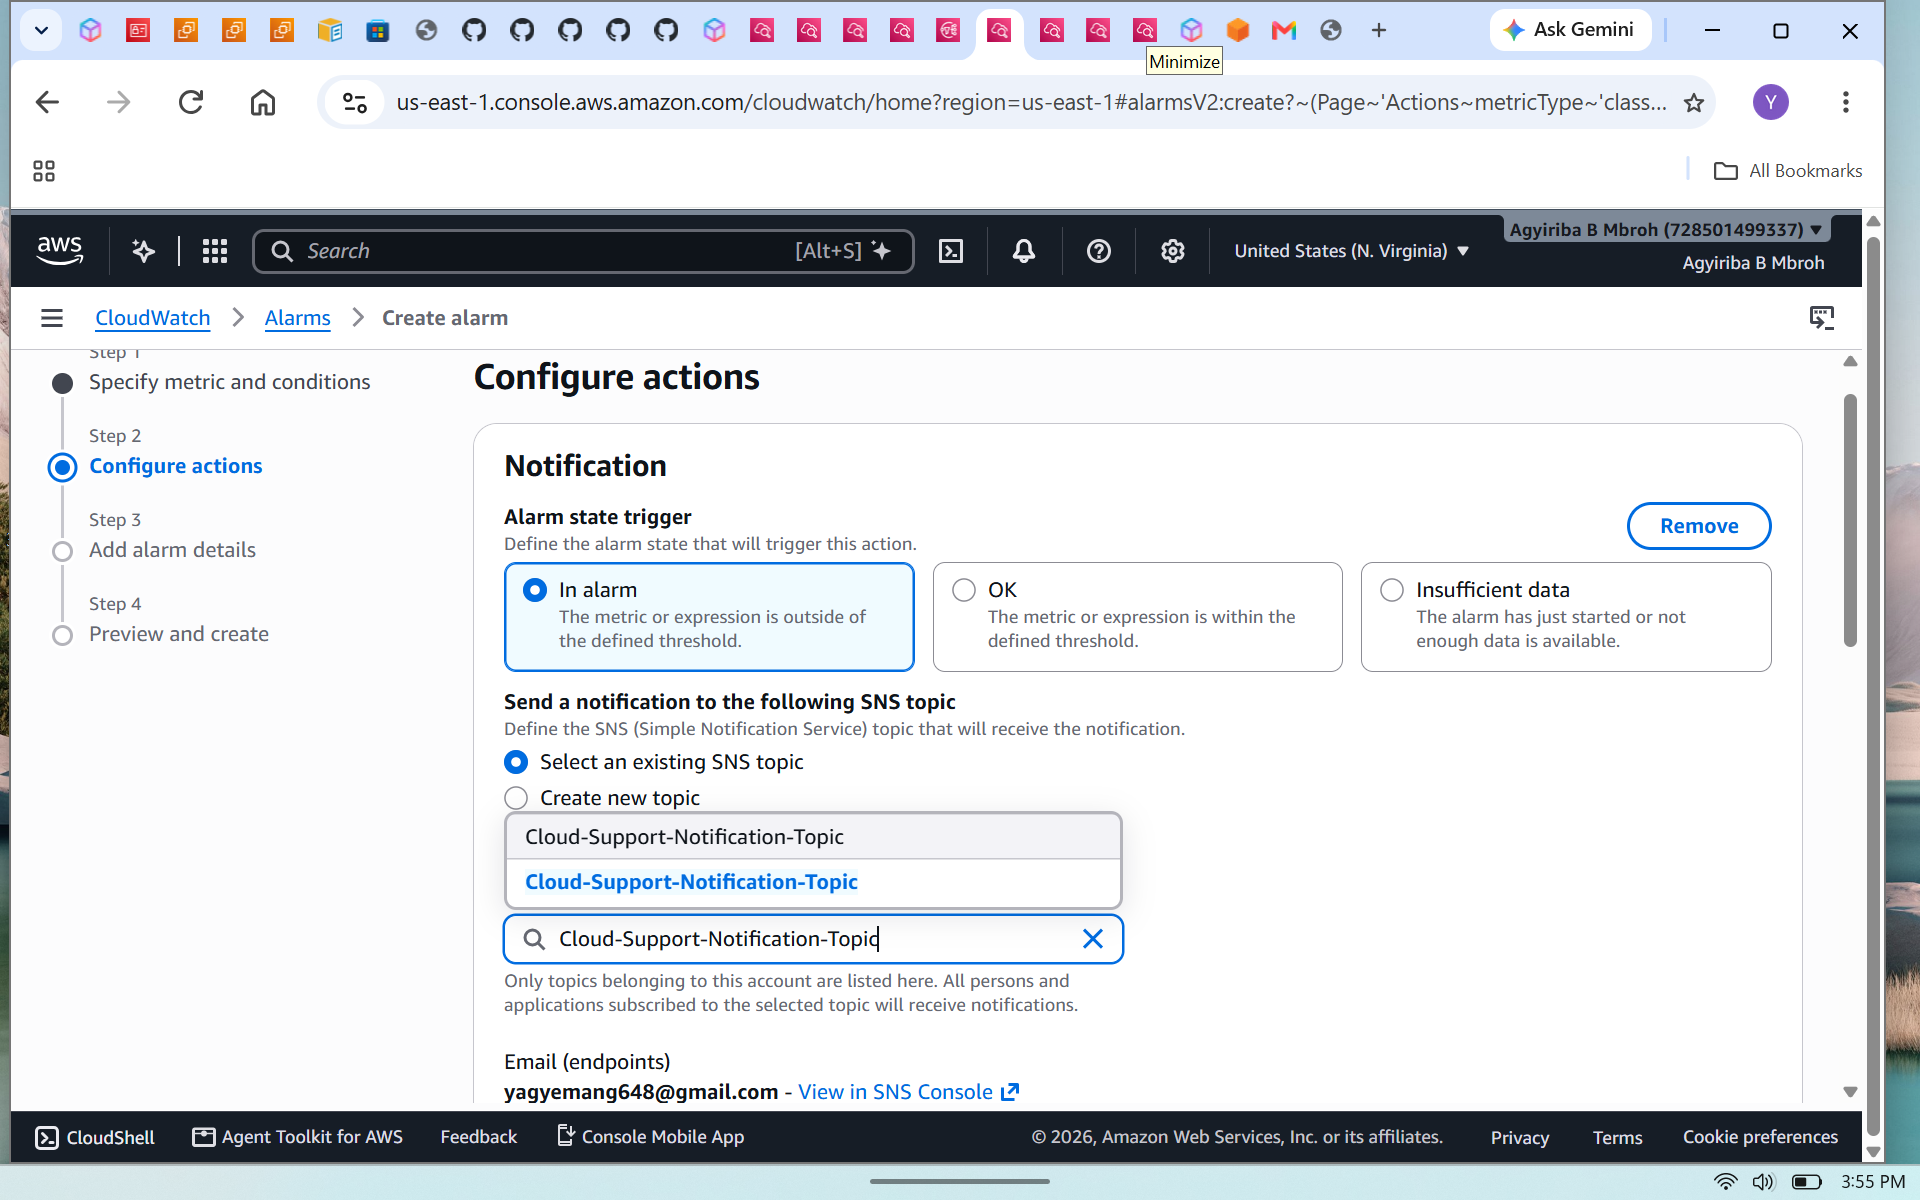 Ask Gemini
Minimize
us-east-1.console.aws.amazon.com/cloudwatch/home?region=us-east-1#alarmsV2:create?~(Page~'Actions~metricType~'class...
Y
All Bookmarks
aws
Search
[Alt+S]
United States (N. Virginia)
Agyiriba B Mbroh (728501499337)
Agyiriba B Mbroh
CloudWatch
Alarms
Create alarm
Step 1
Specify metric and conditions
Step 2
Configure actions
Step 3
Add alarm details
Step 4
Preview and create
Configure actions
Notification
Alarm state trigger
Define the alarm state that will trigger this action.
Remove
In alarm
The metric or expression is outside of
the defined threshold.
OK
The metric or expression is within the
defined threshold.
Insufficient data
The alarm has just started or not
enough data is available.
Send a notification to the following SNS topic
Define the SNS (Simple Notification Service) topic that will receive the notification.
Select an existing SNS topic
Create new topic
Cloud-Support-Notification-Topic
Cloud-Support-Notification-Topic
Cloud-Support-Notification-Topic
Only topics belonging to this account are listed here. All persons and
applications subscribed to the selected topic will receive notifications.
Email (endpoints)
yagyemang648@gmail.com - View in SNS Console
CloudShell
Agent Toolkit for AWS
Feedback
Console Mobile App
© 2026, Amazon Web Services, Inc. or its affiliates.
Privacy
Terms
Cookie preferences
3:55 PM